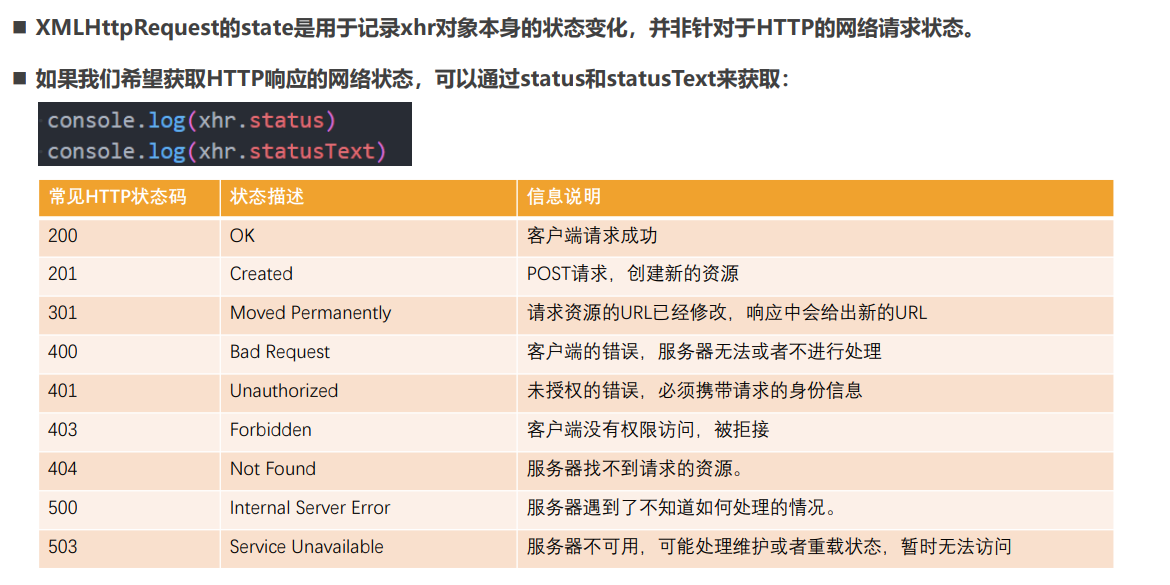 XMLHttpRequest的state是用于记录xhr对象本身的状态变化，并非针对于HTTP的网络请求状态。
如果我们希望获取HTTP响应的网络状态，可以通过status和statusText来获取：
console.log(xhr.status)
console.log(xhr.statusText)
常见HTTP状态码 状态描述 信息说明
200 OK 客户端请求成功
201 Created POST请求，创建新的资源
301 Moved Permanently 请求资源的URL已经修改，响应中会给出新的URL
400 Bad Request 客户端的错误，服务器无法或者不进行处理
401 Unauthorized 未授权的错误，必须携带请求的身份信息
403 Forbidden 客户端没有权限访问，被拒接
404 Not Found 服务器找不到请求的资源。
500 Internal Server Error 服务器遇到了不知道如何处理的情况。
503 Service Unavailable 服务器不可用，可能处理维护或者重载状态，暂时无法访问